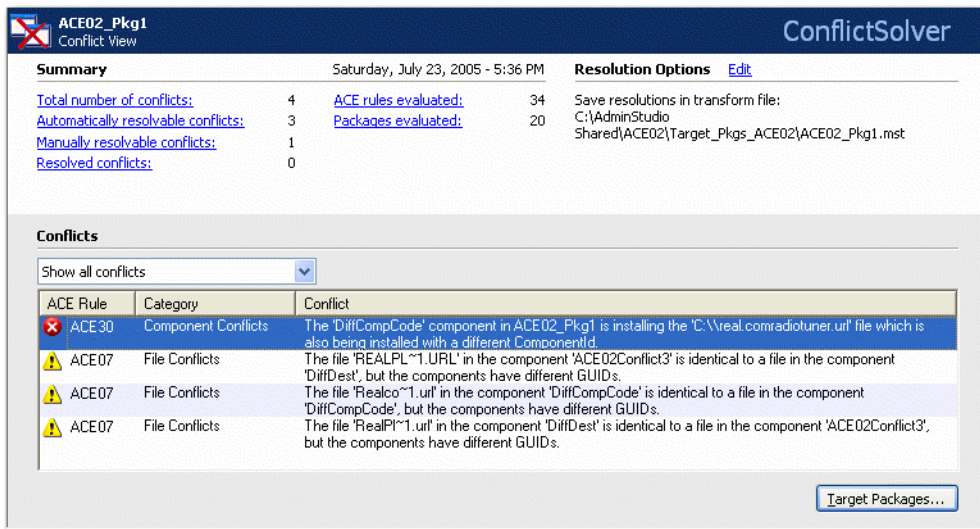 ACE02_Pkg1
Conflict View
ConflictSolver
Summary
Saturday, July 23, 2005 - 5:36 PM
Resolution Options Edit
Total number of conflicts: 4
ACE rules evaluated: 34
Save resolutions in transform file:
Automatically resolvable conflicts: 3
Packages evaluated: 20
C:\AdminStudio
Shared\ACE02\Target_Pkgs_ACE02\ACE02_Pkg1.mst
Manually resolvable conflicts: 1
Resolved conflicts: 0
Conflicts
Show all conflicts
ACE Rule Category Conflict
ACE30 Component Conflicts The 'DiffCompCode' component in ACE02_Pkg1 is installing the 'C:\\real.comradiotuner.url' file which is
also being installed with a different ComponentId.
ACE07 File Conflicts The file 'REALPL~1.URL' in the component 'ACE02Conflict3' is identical to a file in the component
'DiffDest', but the components have different GUIDs.
ACE07 File Conflicts The file 'Realco~1.url' in the component 'DiffCompCode' is identical to a file in the component
'DiffCompCode', but the components have different GUIDs.
ACE07 File Conflicts The file 'RealPl~1.url' in the component 'DiffDest' is identical to a file in the component 'ACE02Conflict3',
but the components have different GUIDs.
Target Packages...